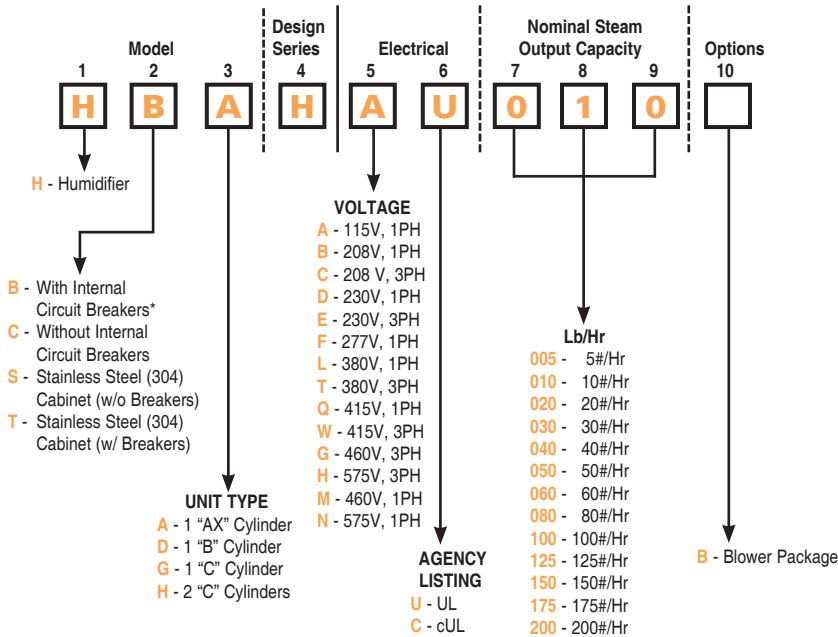 Model
Design
Series
Electrical
Nominal Steam
Output Capacity
Options
1 2 3 4 5 6 7 8 9 10
H B A H A U 0 1 0
H - Humidifier
B - With Internal
Circuit Breakers*
C - Without Internal
Circuit Breakers
S - Stainless Steel (304)
Cabinet (w/o Breakers)
T - Stainless Steel (304)
Cabinet (w/ Breakers)
UNIT TYPE
A - 1 “AX” Cylinder
D - 1 “B” Cylinder
G - 1 “C” Cylinder
H - 2 “C” Cylinders
VOLTAGE
A - 115V, 1PH
B - 208V, 1PH
C - 208 V, 3PH
D - 230V, 1PH
E - 230V, 3PH
F - 277V, 1PH
L - 380V, 1PH
T - 380V, 3PH
Q - 415V, 1PH
W - 415V, 3PH
G - 460V, 3PH
H - 575V, 3PH
M - 460V, 1PH
N - 575V, 1PH
AGENCY
LISTING
U - UL
C - cUL
Lb/Hr
005 - 5#/Hr
010 - 10#/Hr
020 - 20#/Hr
030 - 30#/Hr
040 - 40#/Hr
050 - 50#/Hr
060 - 60#/Hr
080 - 80#/Hr
100 - 100#/Hr
125 - 125#/Hr
150 - 150#/Hr
175 - 175#/Hr
200 - 200#/Hr
B - Blower Package